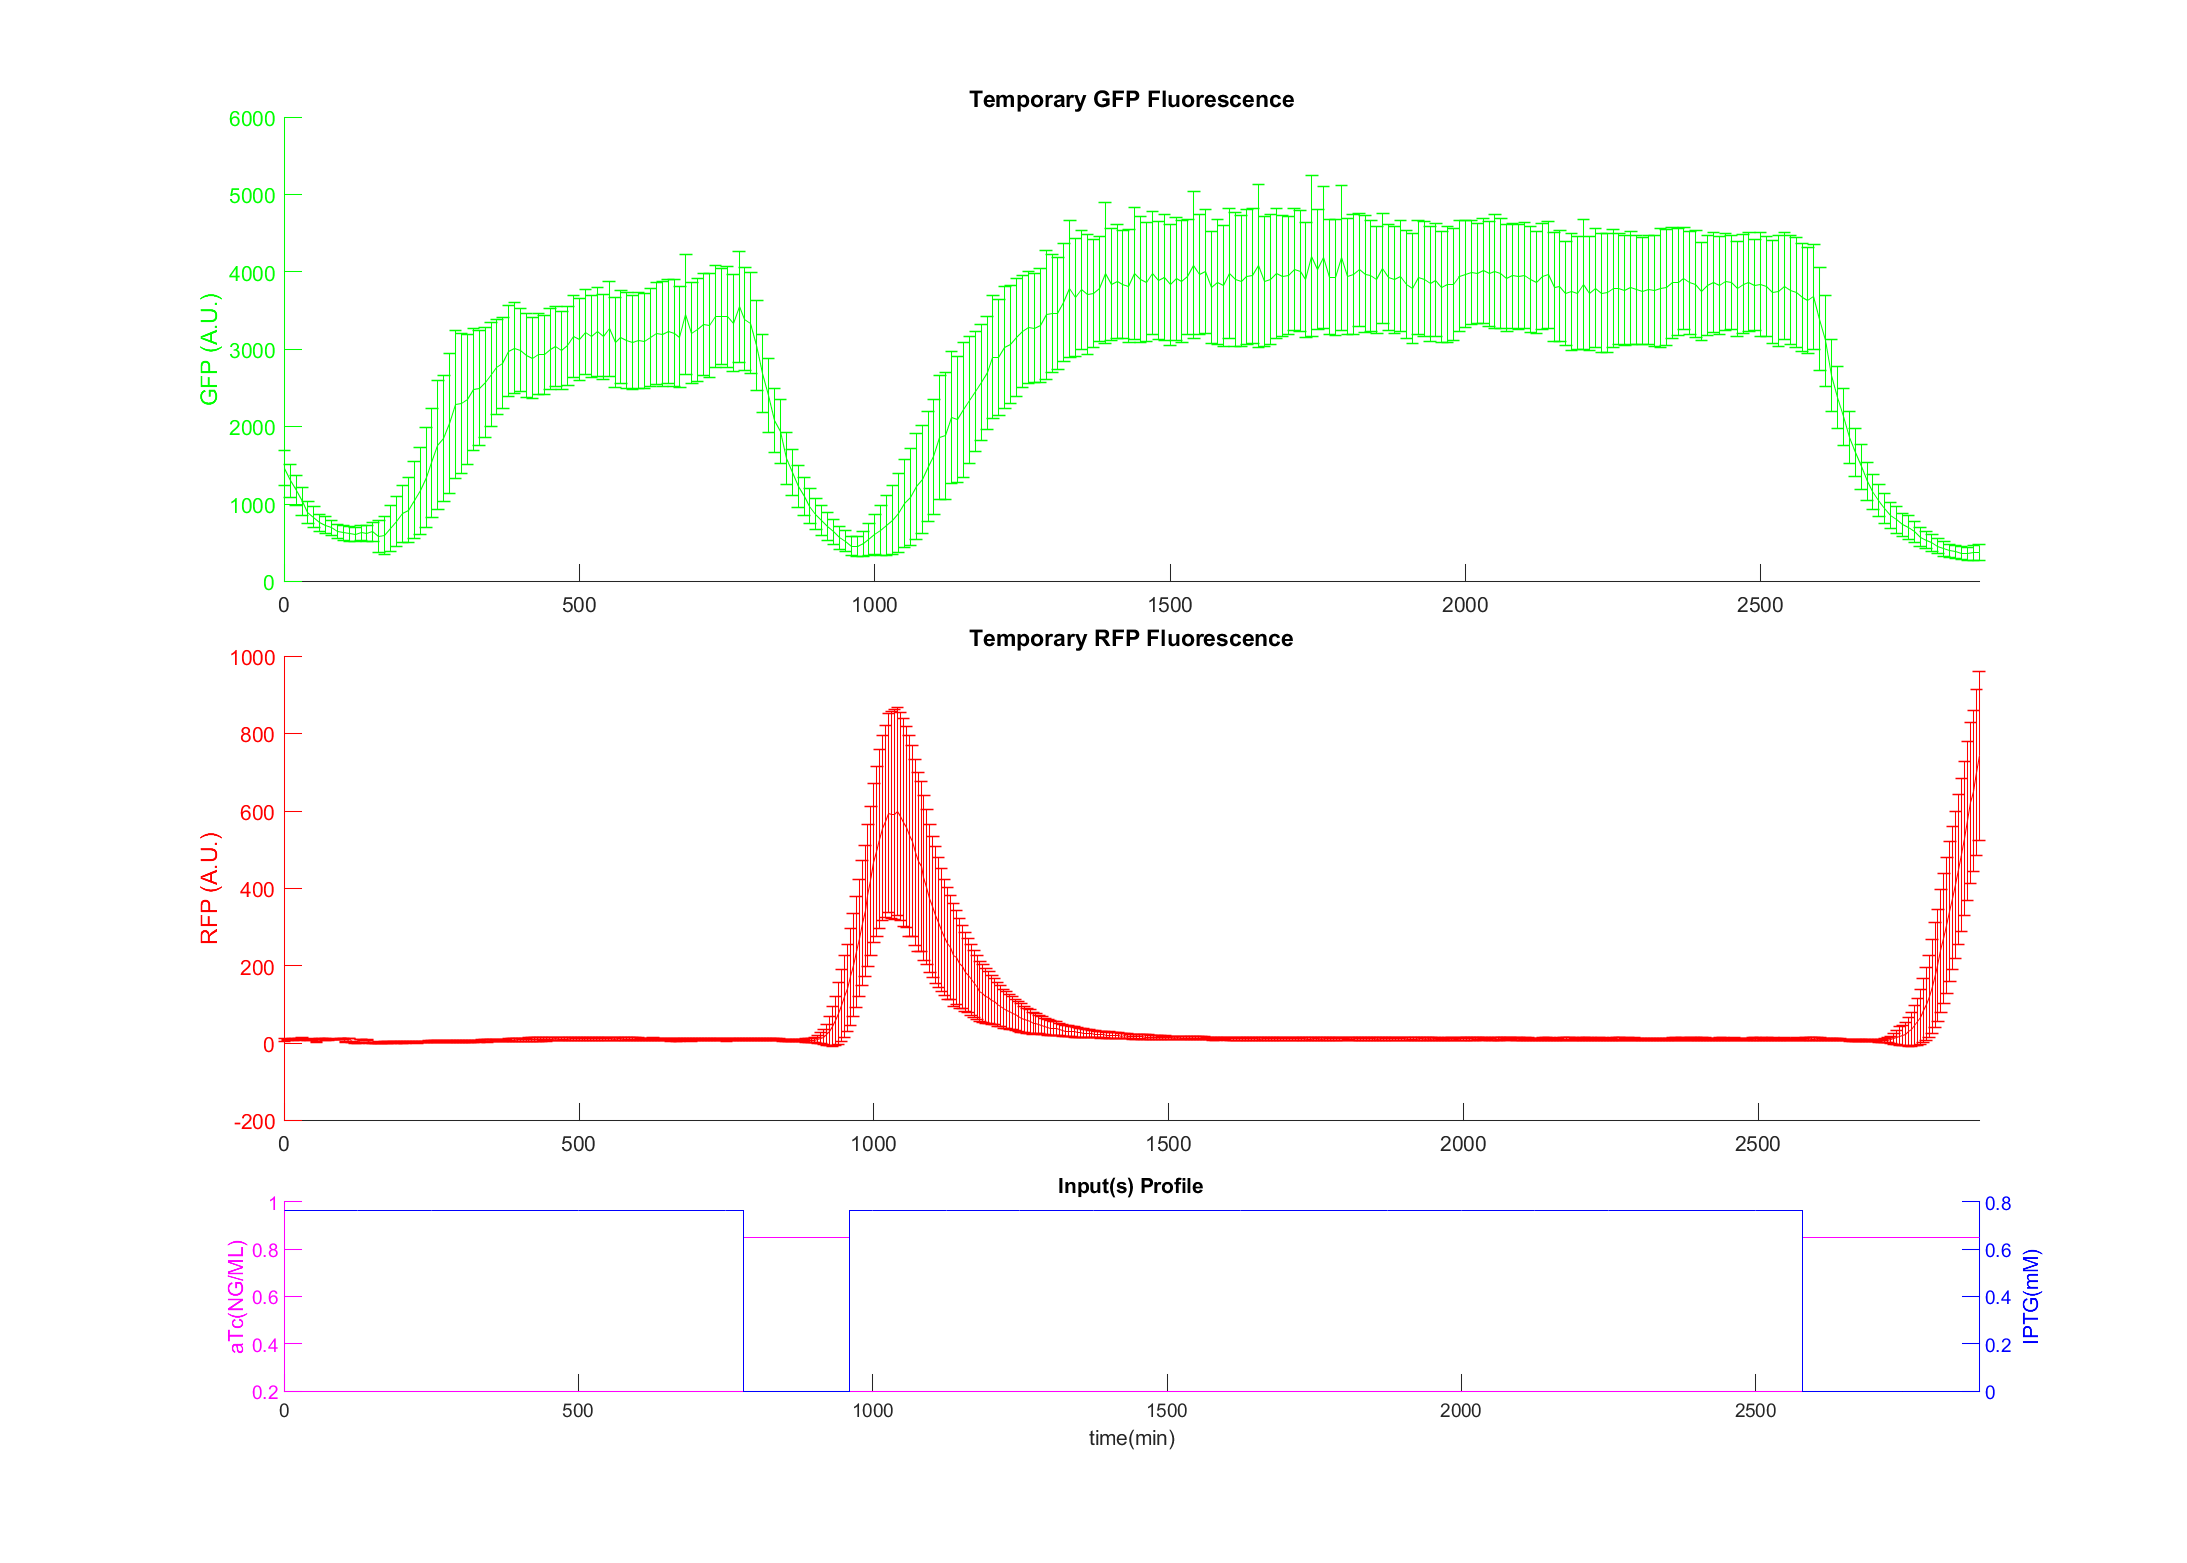 Temporary GFP Fluorescence
6000
5000
4000
3000
2000
1000
0
GFP (A.U.)
0 500 1000 1500 2000 2500
Temporary RFP Fluorescence
1000
800
600
400
200
0
-200
RFP (A.U.)
0 500 1000 1500 2000 2500
Input(s) Profile
1
0.8
0.6
0.4
0.2
aTc(NG/ML)
0.8
0.6
0.4
0.2
0
IPTG(mM)
0 500 1000 1500 2000 2500
time(min)